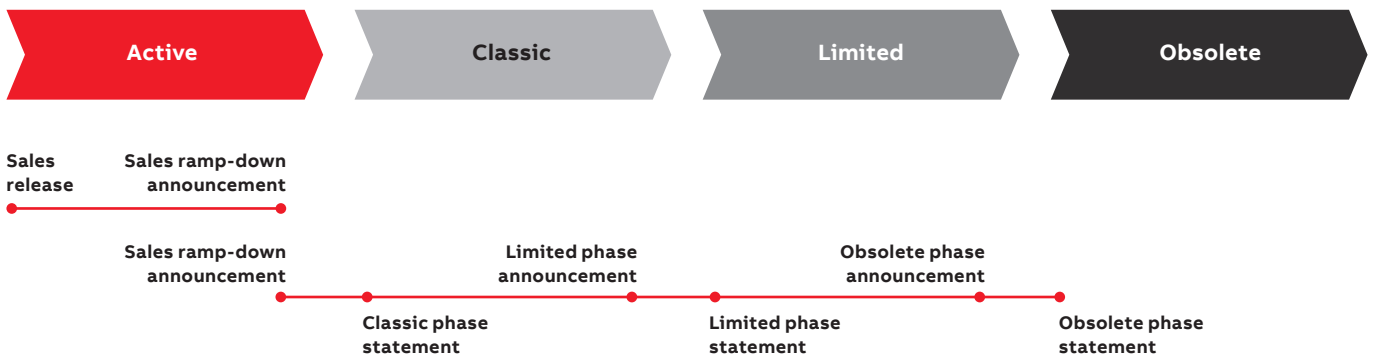 Active
Classic
Limited
Obsolete
Sales
release
Sales ramp-down
announcement
Sales ramp-down
announcement
Limited phase
announcement
Obsolete phase
announcement
Classic phase
statement
Limited phase
statement
Obsolete phase
statement